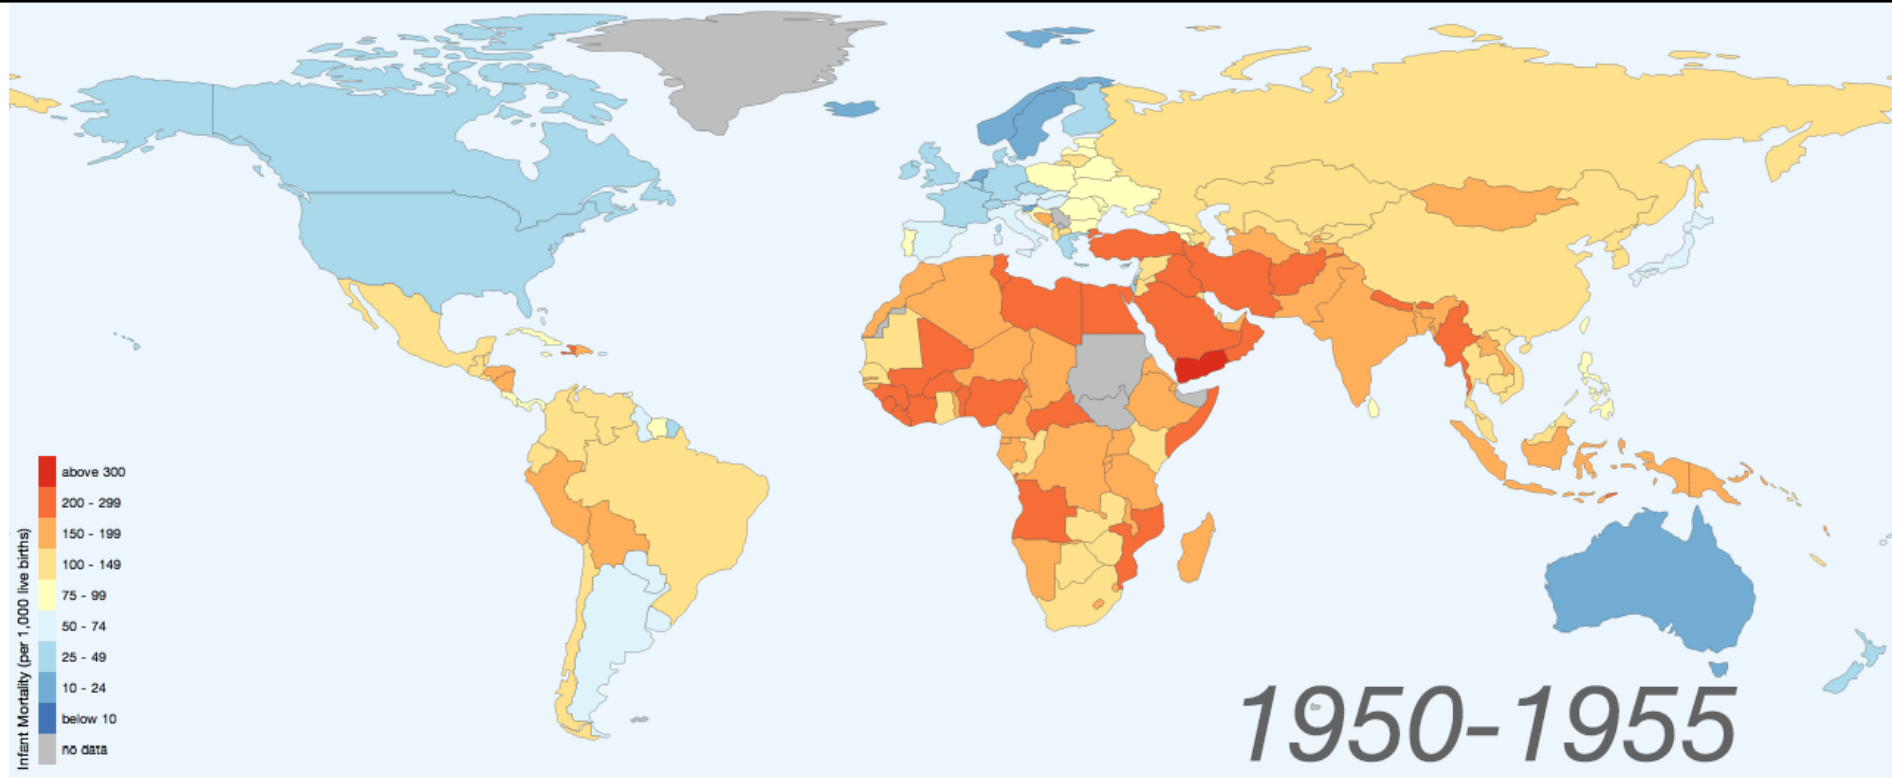 Infant Mortality (per 1,000 live births)
above 300
200 - 299
150 - 199
100 - 149
75 - 99
50 - 74
25 - 49
10 - 24
below 10
no data
1950-1955